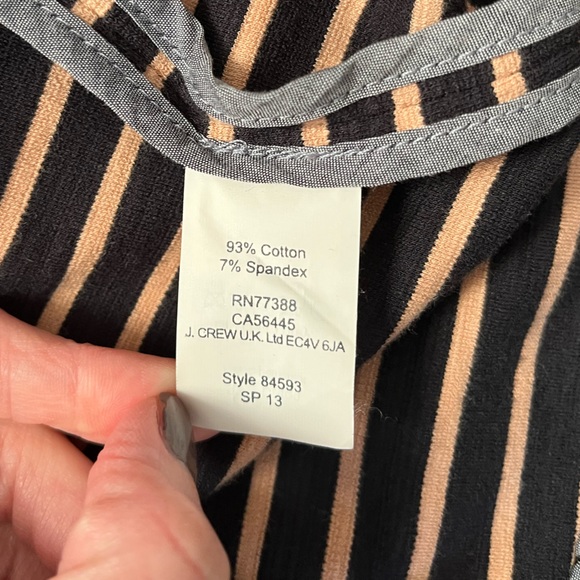 93% Cotton
7% Spandex
RN77388
CA56445
J. CREW U.K. Ltd EC4V 6JA
Style 84593
SP 13